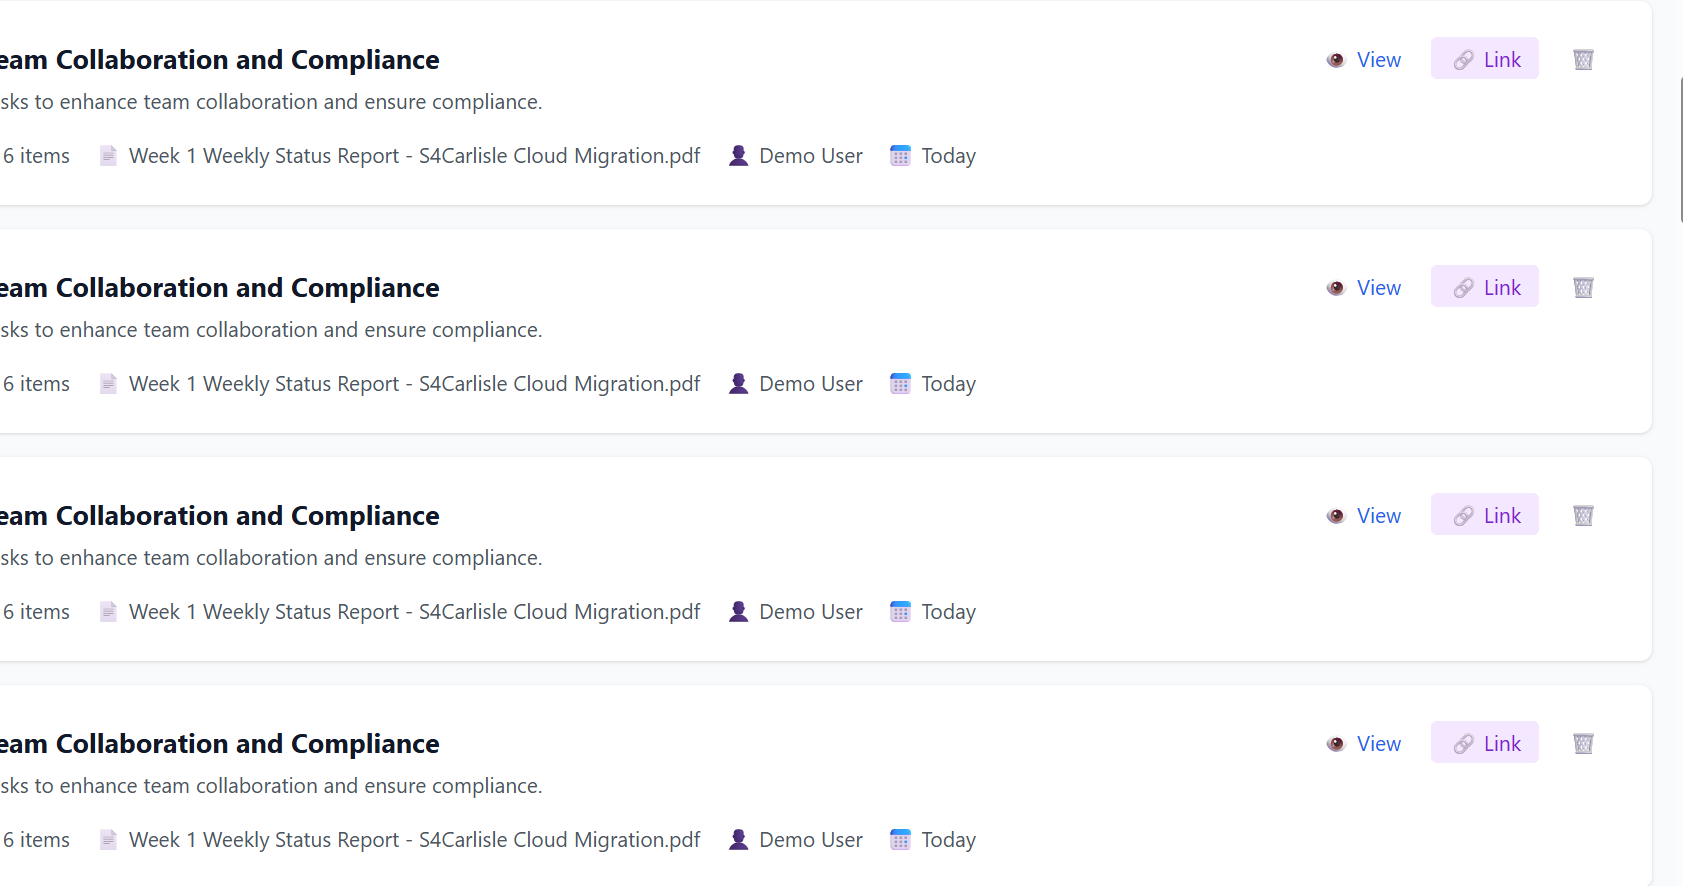 eam Collaboration and Compliance View Link
sks to enhance team collaboration and ensure compliance.
6 items Week 1 Weekly Status Report - S4Carlisle Cloud Migration.pdf Demo User Today
eam Collaboration and Compliance View Link
sks to enhance team collaboration and ensure compliance.
6 items Week 1 Weekly Status Report - S4Carlisle Cloud Migration.pdf Demo User Today
eam Collaboration and Compliance View Link
sks to enhance team collaboration and ensure compliance.
6 items Week 1 Weekly Status Report - S4Carlisle Cloud Migration.pdf Demo User Today
eam Collaboration and Compliance View Link
sks to enhance team collaboration and ensure compliance.
6 items Week 1 Weekly Status Report - S4Carlisle Cloud Migration.pdf Demo User Today